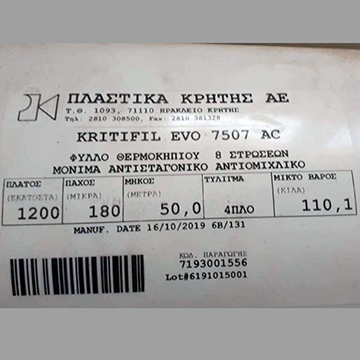 ΠΛΑΣΤΙΚΑ ΚΡΗΤΗΣ ΑΕ
Τ.Θ. 1093, 71110 ΗΡΑΚΛΕΙΟ ΚΡΗΤΗΣ
Τηλ: 2810 308500, Fax: 2810 381328
KRITIFIL EVO 7507 AC
ΦΥΛΛΟ ΘΕΡΜΟΚΗΠΙΟΥ 8 ΣΤΡΩΣΕΩΝ
ΜΟΝΙΜΑ ΑΝΤΙΣΤΑΓΟΝΙΚΟ ΑΝΤΙΟΜΙΧΛΙΚΟ
ΠΛΑΤΟΣ ΠΑΧΟΣ ΜΗΚΟΣ ΤΥΛΙΓΜΑ ΜΙΚΤΟ ΒΑΡΟΣ
(ΕΚΑΤΟΣΤΑ) (ΜΙΚΡΑ) (ΜΕΤΡΑ) (ΚΙΛΑ)
1200 180 50,0 4ΠΛΟ 110,1
MANUF. DATE 16/10/2019 6B/131
ΚΩΔ. ΠΑΡΑΓΩΓΗΣ
7193001556
Lot#6191015001